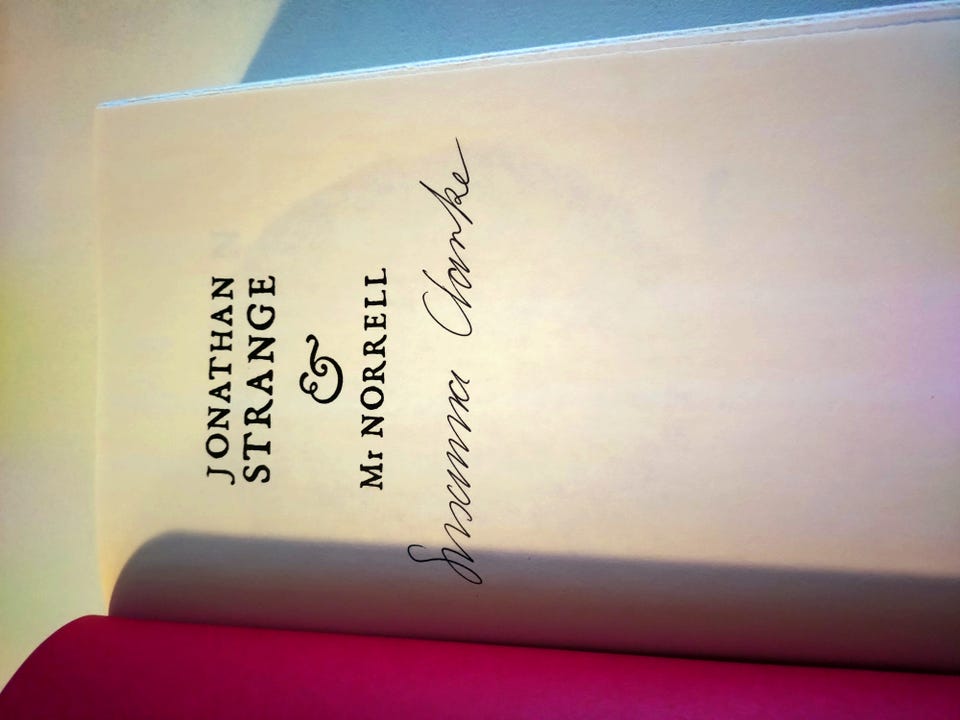 JONATHAN
STRANGE
&
Mr NORRELL
Susanna Clarke